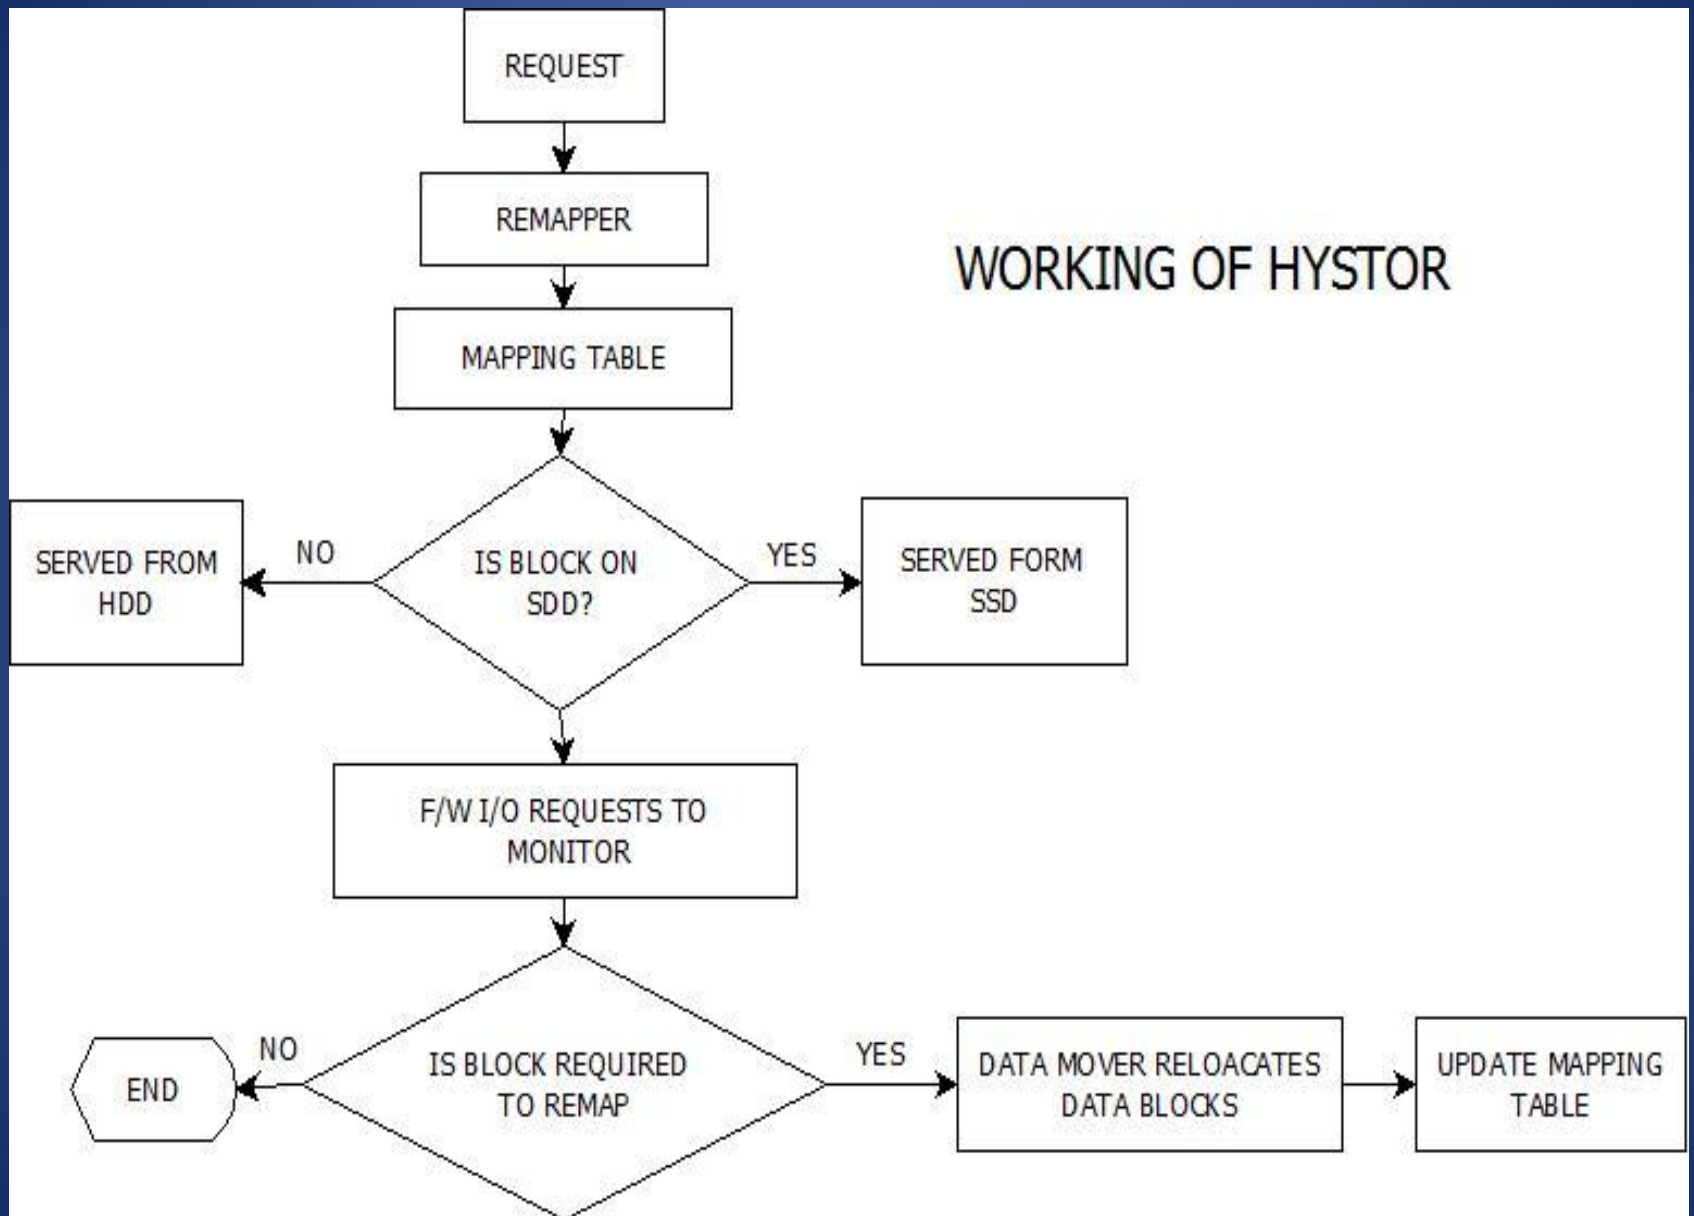 REQUEST
REMAPPER
WORKING OF HYSTOR
MAPPING TABLE
NO
YES
SERVED FROM
HDD
IS BLOCK ON
SDD?
SERVED FORM
SSD
F/W I/O REQUESTS TO
MONITOR
NO
YES
END
IS BLOCK REQUIRED
TO REMAP
DATA MOVER RELOACATES
DATA BLOCKS
UPDATE MAPPING
TABLE